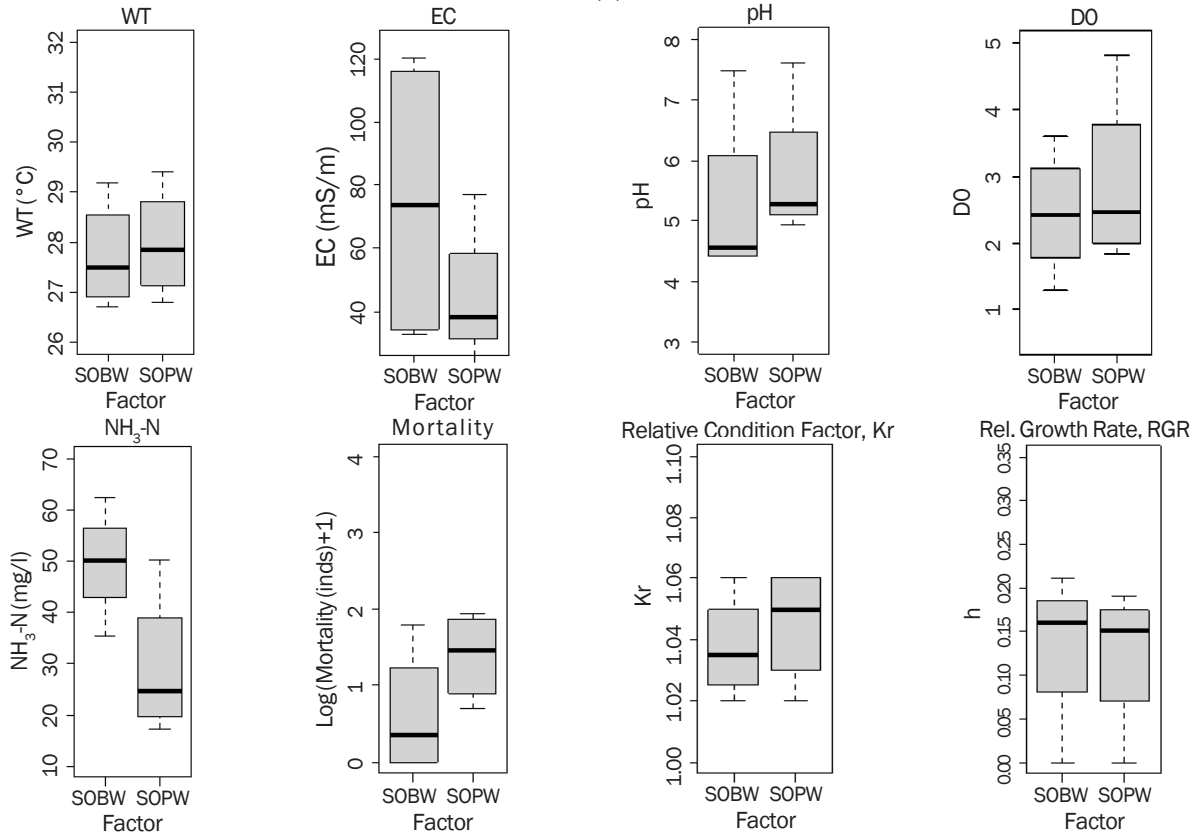 WT
32
31
30
29
28
27
26
WT (°C)
SOBW SOPW
Factor
EC
120
100
80
60
40
EC (mS/m)
SOBW SOPW
Factor
pH
8
7
6
5
4
3
pH
SOBW SOPW
Factor
DO
5
4
3
2
1
DO
SOBW SOPW
Factor
NH3-N
70
60
50
40
30
20
10
NH3-N (mg/l)
SOBW SOPW
Factor
Mortality
4
3
2
1
0
Log (Mortality (inds)+1)
SOBW SOPW
Factor
Relative Condition Factor, Kr
1.10
1.08
1.06
1.04
1.02
1.00
Kr
SOBW SOPW
Factor
Rel. Growth Rate, RGR
0.35
0.30
0.25
0.20
0.15
0.10
0.05
0.00
h
SOBW SOPW
Factor